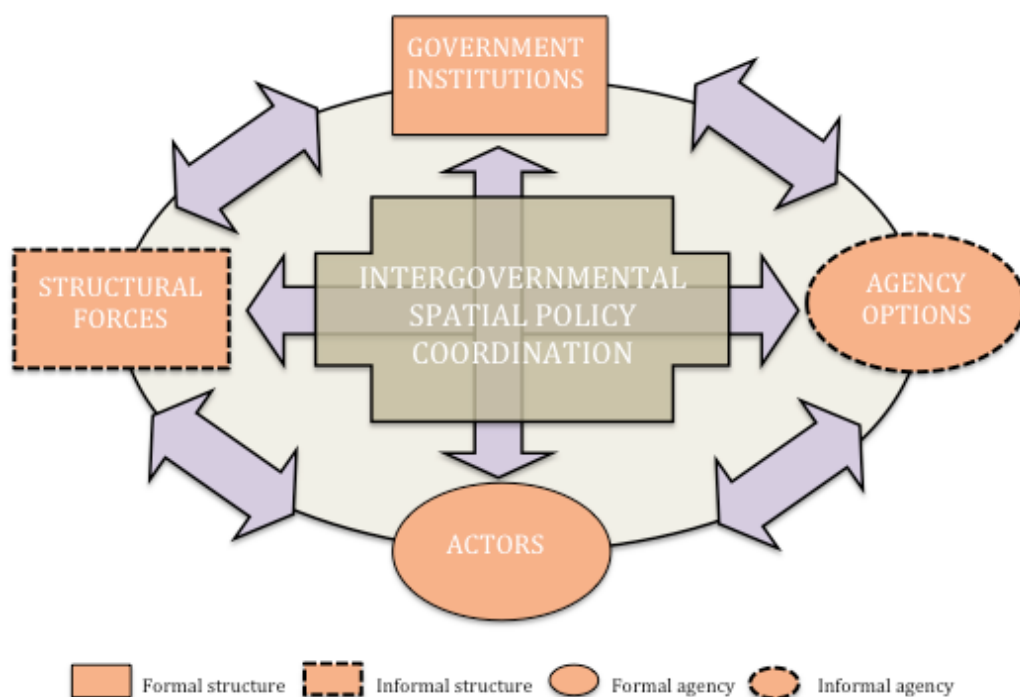 GOVERNMENT
INSTITUTIONS
STRUCTURAL
FORCES
INTERGOVERNMENTAL
SPATIAL POLICY
COORDINATION
AGENCY
OPTIONS
ACTORS
Formal structure
Informal structure
Formal agency
Informal agency